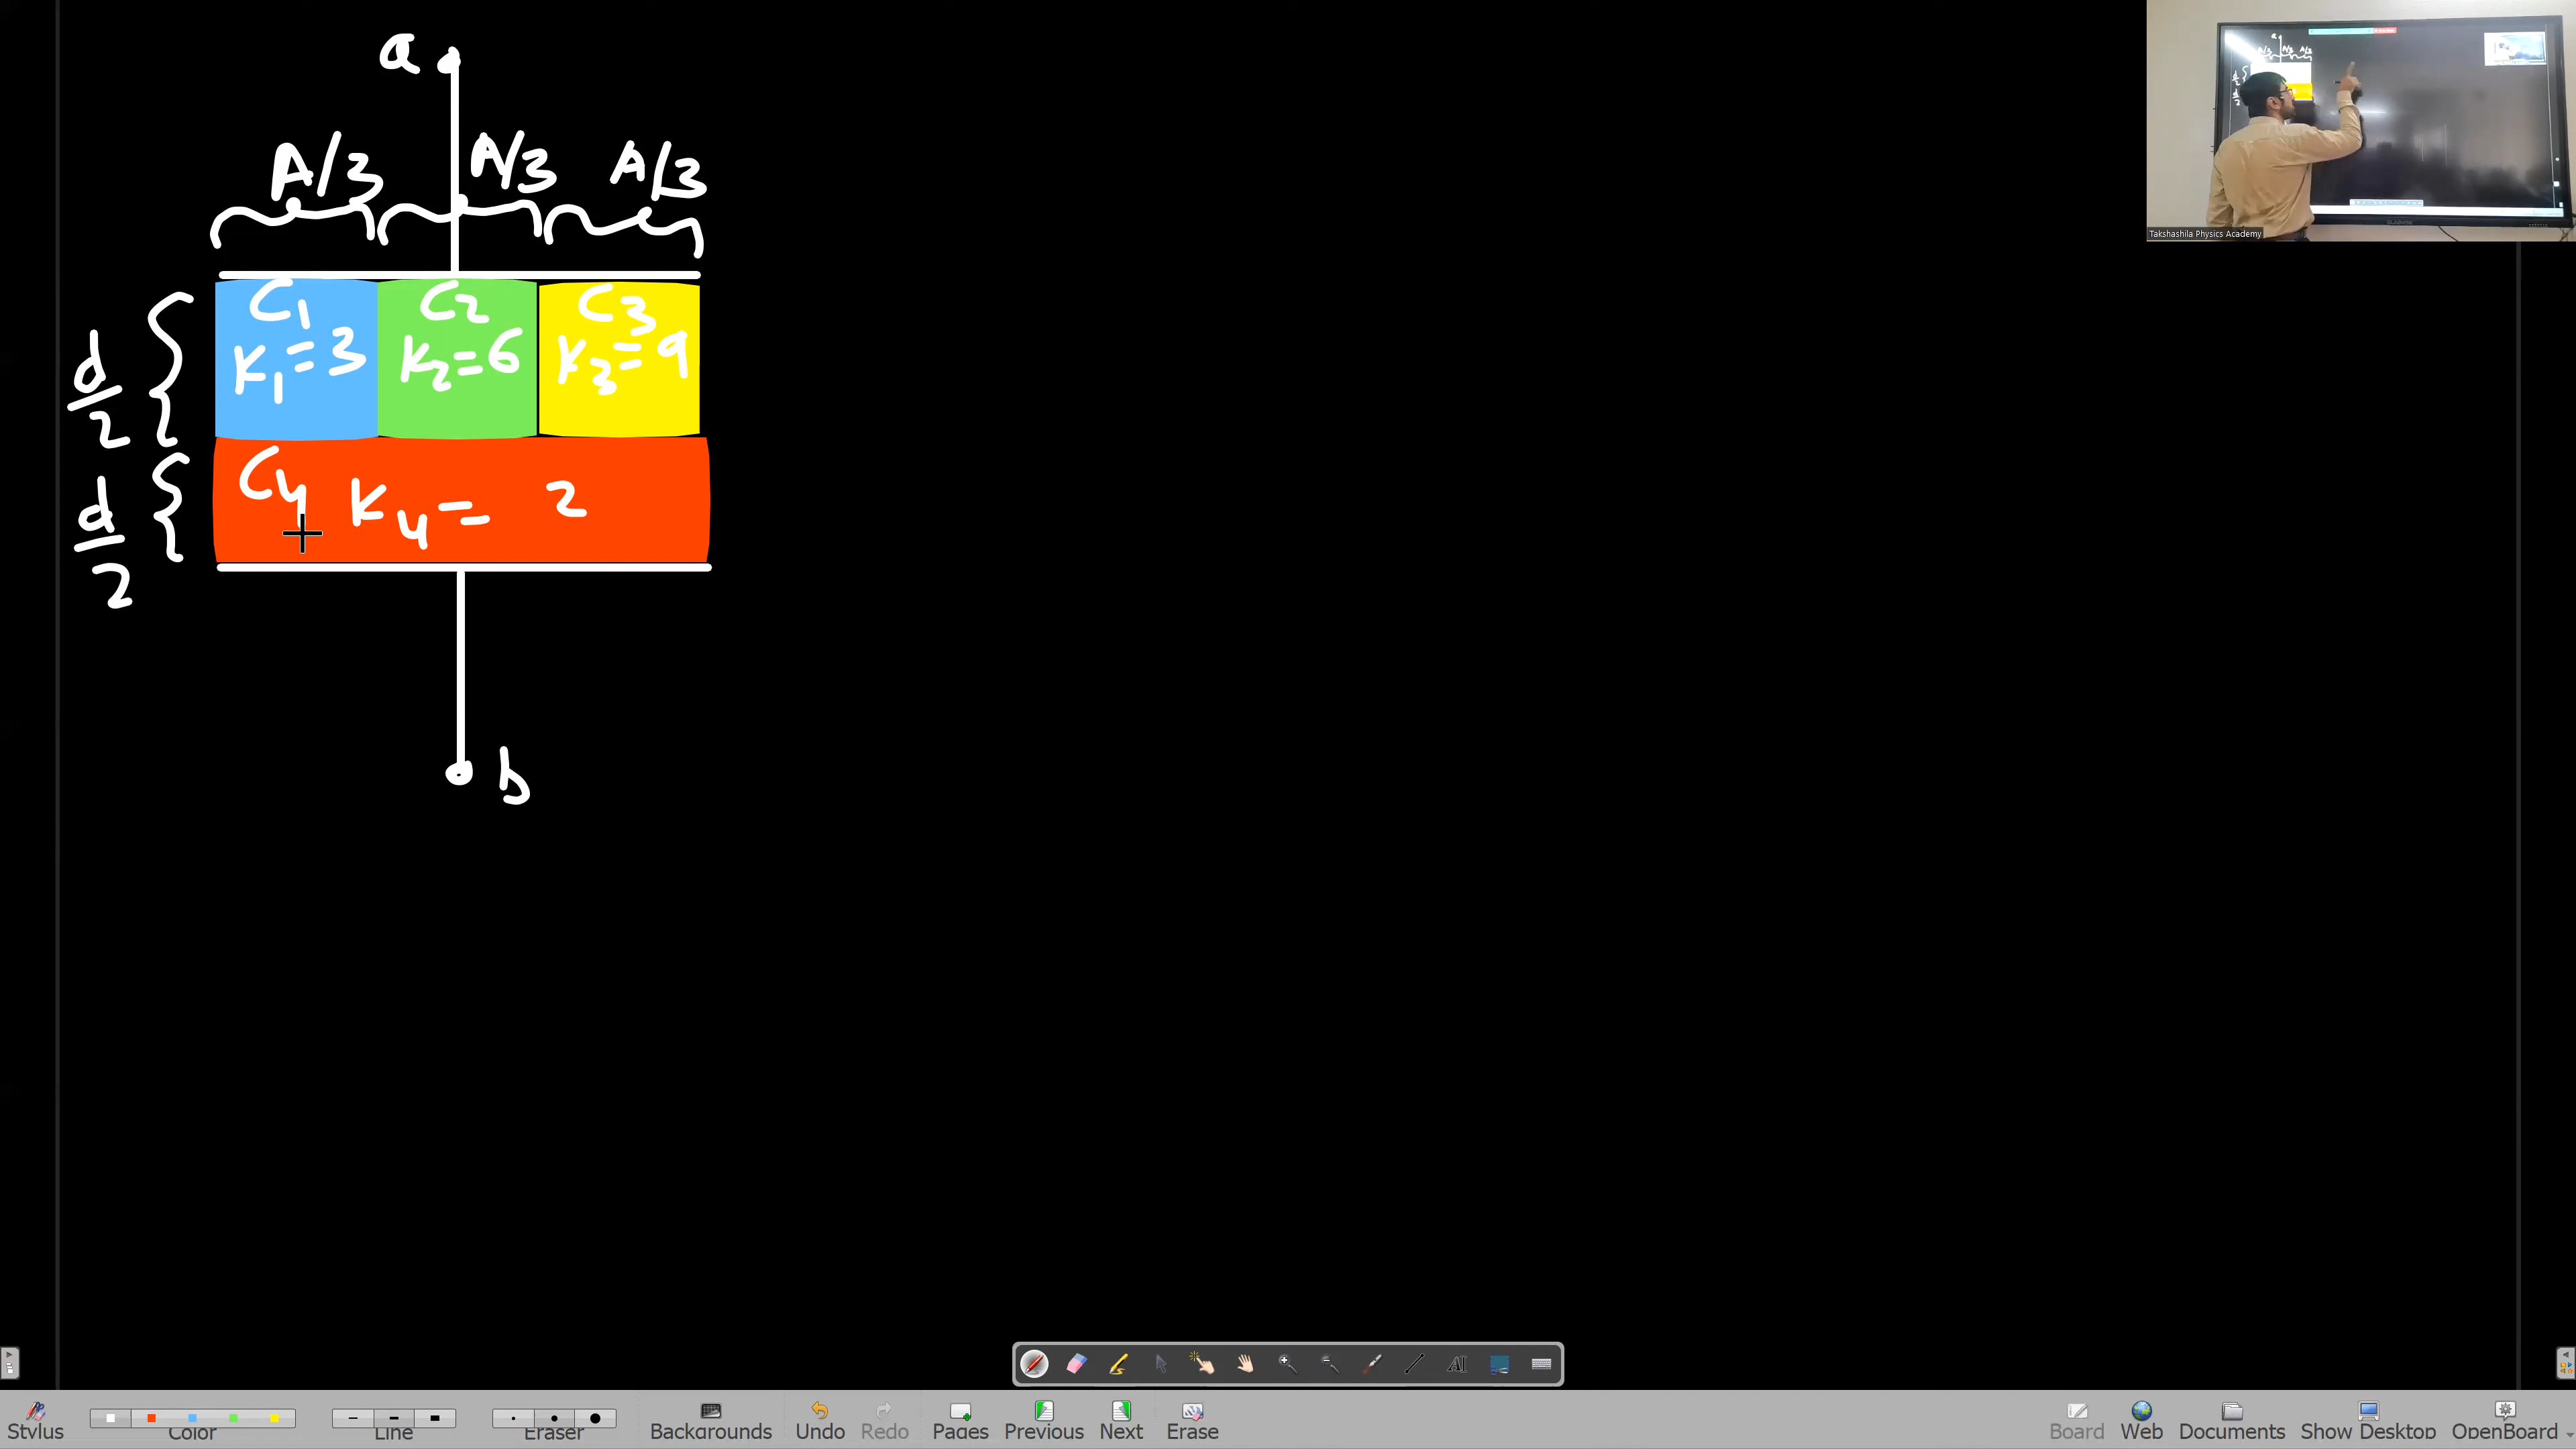 a
A/3 A/3 A/3
C1 C2 C3
K1=3 K2=6 K3=9
d/2
C4 K4= 2
d/2
b
Takshashila Physics Academy
Stylus Color Line Eraser Backgrounds Undo Redo Pages Previous Next Erase Board Web Documents Show Desktop OpenBoard